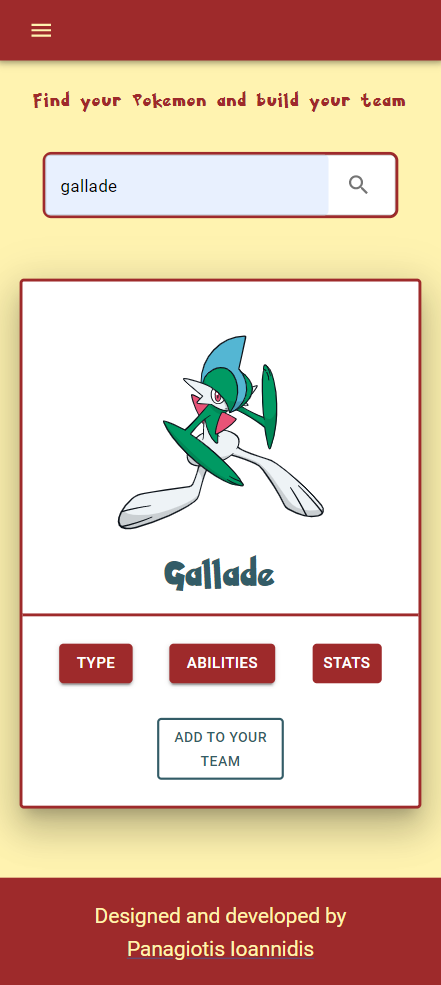 Find your Pokemon and build your team
gallade
Gallade
TYPE
ABILITIES
STATS
ADD TO YOUR
TEAM
Designed and developed by
Panagiotis Ioannidis